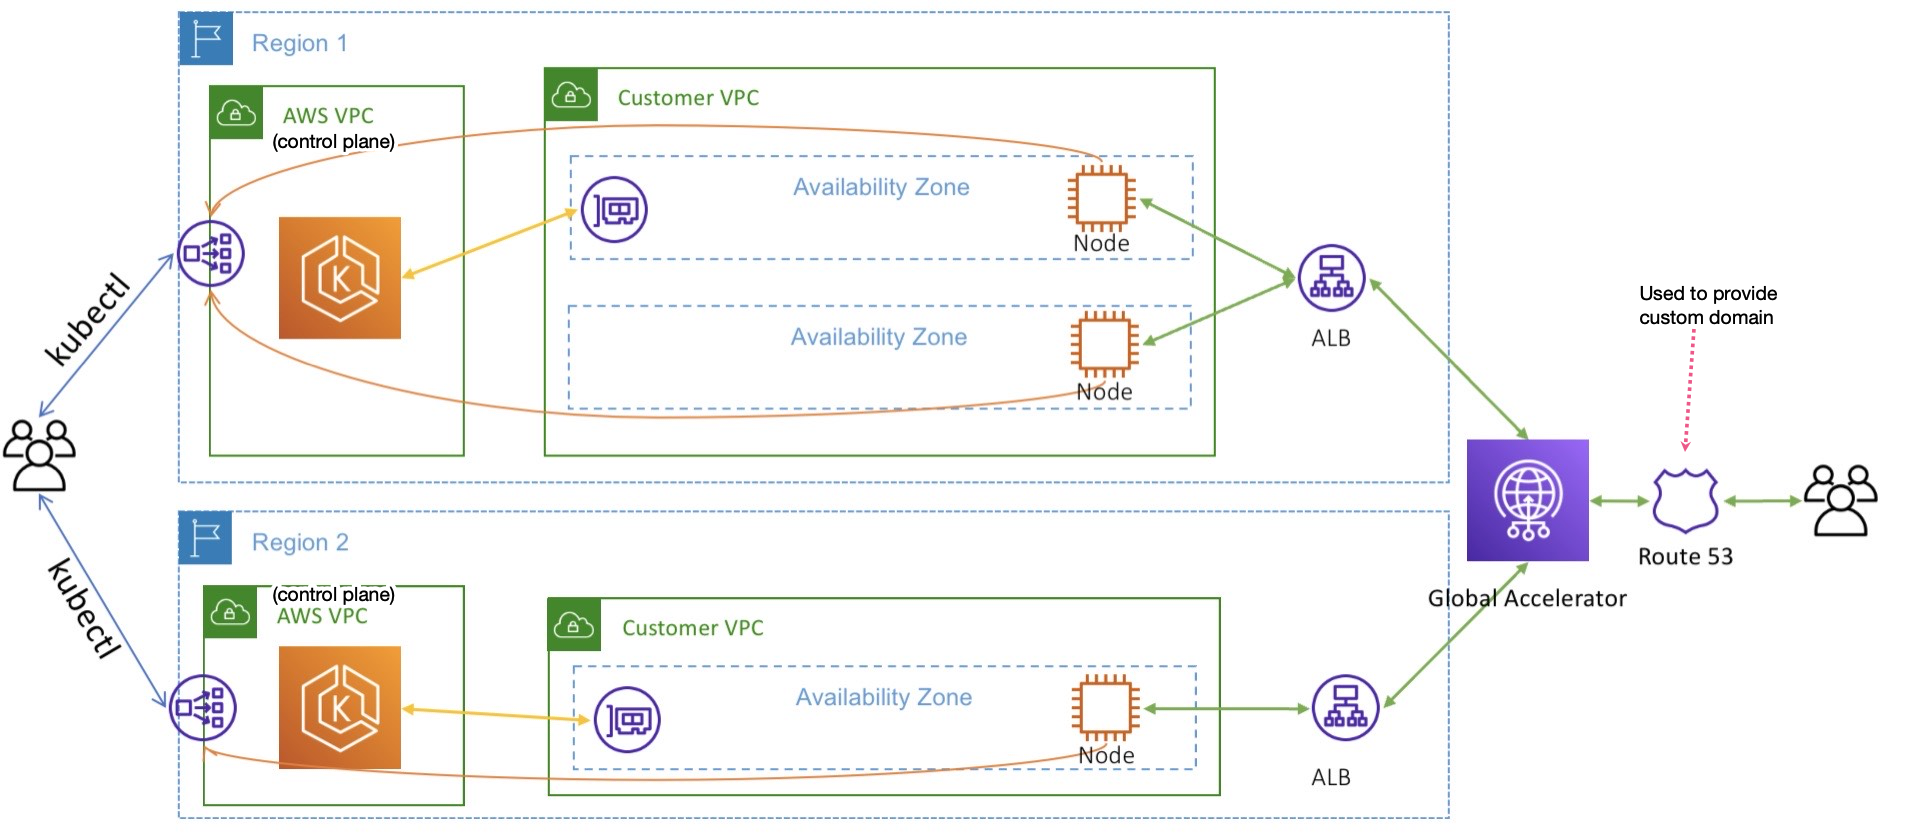 Region 1
AWS VPC
(control plane)
Customer VPC
Availability Zone
Node
Availability Zone
Node
ALB
kubectl
kubectl
Used to provide
custom domain
Route 53
Global Accelerator
Region 2
(control plane)
AWS VPC
Customer VPC
Availability Zone
Node
ALB
K
K